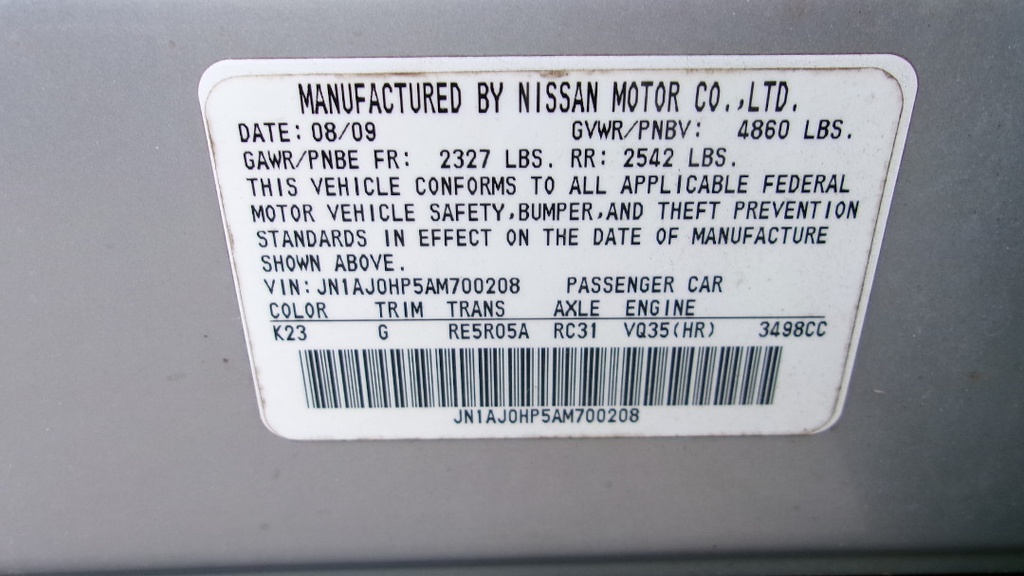 MANUFACTURED BY NISSAN MOTOR CO.,LTD.
DATE: 08/09 GVWR/PNBV: 4860 LBS.
GAWR/PNBE FR: 2327 LBS. RR: 2542 LBS.
THIS VEHICLE CONFORMS TO ALL APPLICABLE FEDERAL
MOTOR VEHICLE SAFETY,BUMPER,AND THEFT PREVENTION
STANDARDS IN EFFECT ON THE DATE OF MANUFACTURE
SHOWN ABOVE.
VIN: JN1AJ0HP5AM700208 PASSENGER CAR
COLOR TRIM TRANS AXLE ENGINE
K23 G RE5R05A RC31 VQ35(HR) 3498CC
JN1AJ0HP5AM700208